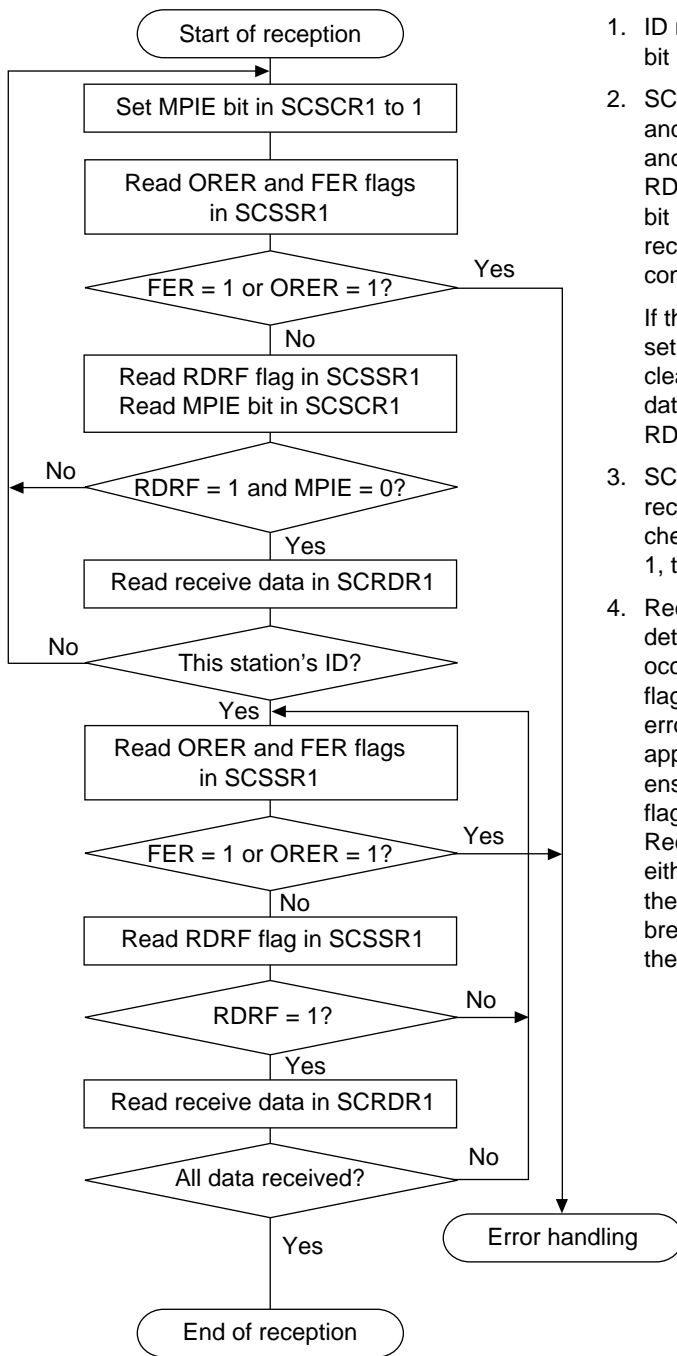 Start of reception
Set MPIE bit in SCSCR1 to 1
Read ORER and FER flags
in SCSSR1
FER = 1 or ORER = 1?
Yes
No
Read RDRF flag in SCSSR1
Read MPIE bit in SCSCR1
No
RDRF = 1 and MPIE = 0?
Yes
Read receive data in SCRDR1
No
This station's ID?
Yes
Read ORER and FER flags
in SCSSR1
FER = 1 or ORER = 1?
Yes
No
Read RDRF flag in SCSSR1
RDRF = 1?
No
Yes
Read receive data in SCRDR1
All data received?
No
Yes
Error handling
End of reception
1. ID
bit
2. SC
and
and
RD
bit
rec
con
If th
set
clea
dat
RD
3. SC
rec
che
1, t
4. Rec
det
occ
flag
erro
app
ens
flag
Rec
eith
the
bre
the